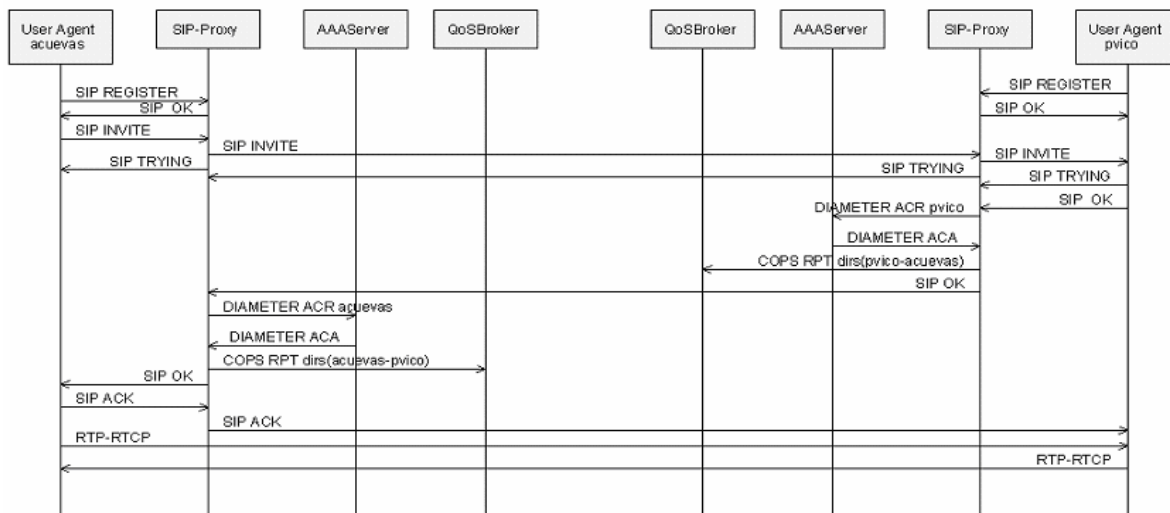 User Agent
acuevas
SIP-Proxy
AAAServer
QoSBroker
QoSBroker
AAAServer
SIP-Proxy
User Agent
pvico
SIP REGISTER
SIP REGISTER
SIP OK
SIP OK
SIP INVITE
SIP INVITE
SIP INVITE
SIP TRYING
SIP TRYING
SIP TRYING
SIP OK
DIAMETER ACR pvico
DIAMETER ACA
COPS RPT dirs(pvico-acuevas)
SIP OK
DIAMETER ACR acuevas
DIAMETER ACA
COPS RPT dirs(acuevas-pvico)
SIP OK
SIP ACK
SIP ACK
RTP-RTCP
RTP-RTCP